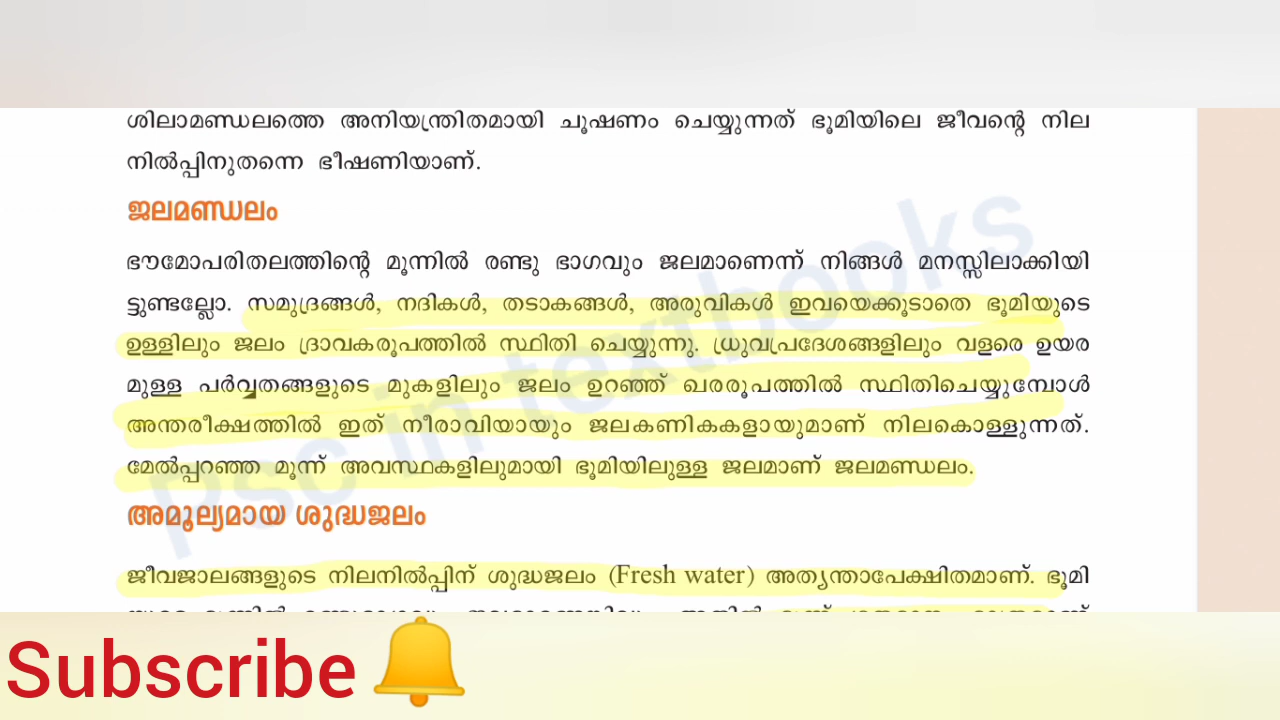 ശിലാമണ്ഡലത്തെ അനിയന്ത്രിതമായി ചൂഷണം ചെയ്യുന്നത് ഭൂമിയിലെ ജീവന്റെ നില
നിൽപ്പിനുതന്നെ ഭീഷണിയാണ്.
ജലമണ്ഡലം
ഭൗമോപരിതലത്തിന്റെ മൂന്നിൽ രണ്ടു ഭാഗവും ജലമാണെന്ന് നിങ്ങൾ മനസ്സിലാക്കിയി
ട്ടുണ്ടല്ലോ. സമുദ്രങ്ങൾ, നദികൾ, തടാകങ്ങൾ, അരുവികൾ ഇവയെക്കൂടാതെ ഭൂമിയുടെ
ഉള്ളിലും ജലം ദ്രാവകരൂപത്തിൽ സ്ഥിതി ചെയ്യുന്നു. ധ്രുവപ്രദേശങ്ങളിലും വളരെ ഉയര
മുള്ള പർവ്വതങ്ങളുടെ മുകളിലും ജലം ഉറഞ്ഞ് ഖരരൂപത്തിൽ സ്ഥിതിചെയ്യുമ്പോൾ
അന്തരീക്ഷത്തിൽ ഇത് നീരാവിയായും ജലകണികകളായുമാണ് നിലകൊള്ളുന്നത്.
മേൽപ്പറഞ്ഞ മൂന്ന് അവസ്ഥകളിലുമായി ഭൂമിയിലുള്ള ജലമാണ് ജലമണ്ഡലം.
അമൂല്യമായ ശുദ്ധജലം
ജീവജാലങ്ങളുടെ നിലനിൽപ്പിന് ശുദ്ധജലം (Fresh water) അത്യന്താപേക്ഷിതമാണ്. ഭൂമി
Psc in textbooks
Subscribe